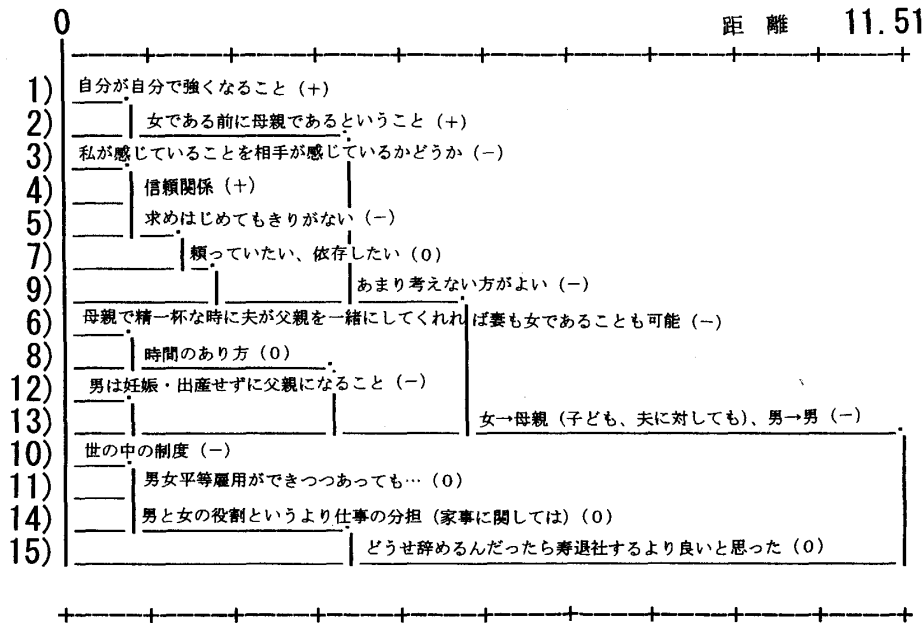 0 距離 11.51
1) 自分が自分で強くなること (+)
2) 女である前に母親であるということ (+)
3) 私が感じていることを相手が感じているかどうか (−)
4) 信頼関係 (+)
5) 求めはじめてもきりがない (−)
7) 頼っていたい、依存したい (0)
9) あまり考えない方がよい (−)
6) 母親で精一杯な時に夫が父親を一緒にしてくれれば妻も女であることも可能 (−)
8) 時間のあり方 (0)
12) 男は妊娠・出産せずに父親になること (−)
13) 女→母親 (子ども、夫に対しても)、男→男 (−)
10) 世の中の制度 (−)
11) 男女平等雇用ができつつあっても… (0)
14) 男と女の役割というより仕事の分担 (家事に関しては) (0)
15) どうせ辞めるんだったら寿退社するより良いと思った (0)